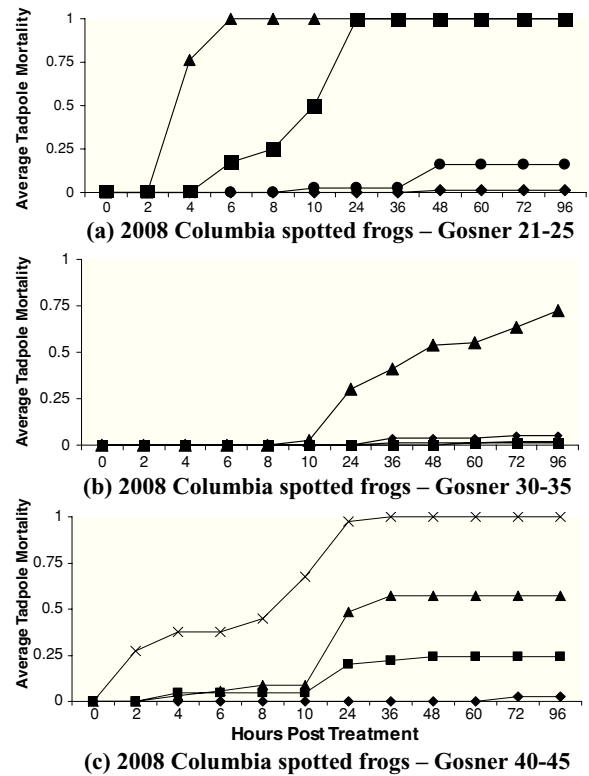 Average Tadpole Mortality
1
0.75
0.5
0.25
0
0 2 4 6 8 10 24 36 48 60 72 96
(a) 2008 Columbia spotted frogs – Gosner 21-25
Average Tadpole Mortality
1
0.75
0.5
0.25
0
0 2 4 6 8 10 24 36 48 60 72 96
(b) 2008 Columbia spotted frogs – Gosner 30-35
Average Tadpole Mortality
1
0.75
0.5
0.25
0
0 2 4 6 8 10 24 36 48 60 72 96
Hours Post Treatment
(c) 2008 Columbia spotted frogs – Gosner 40-45